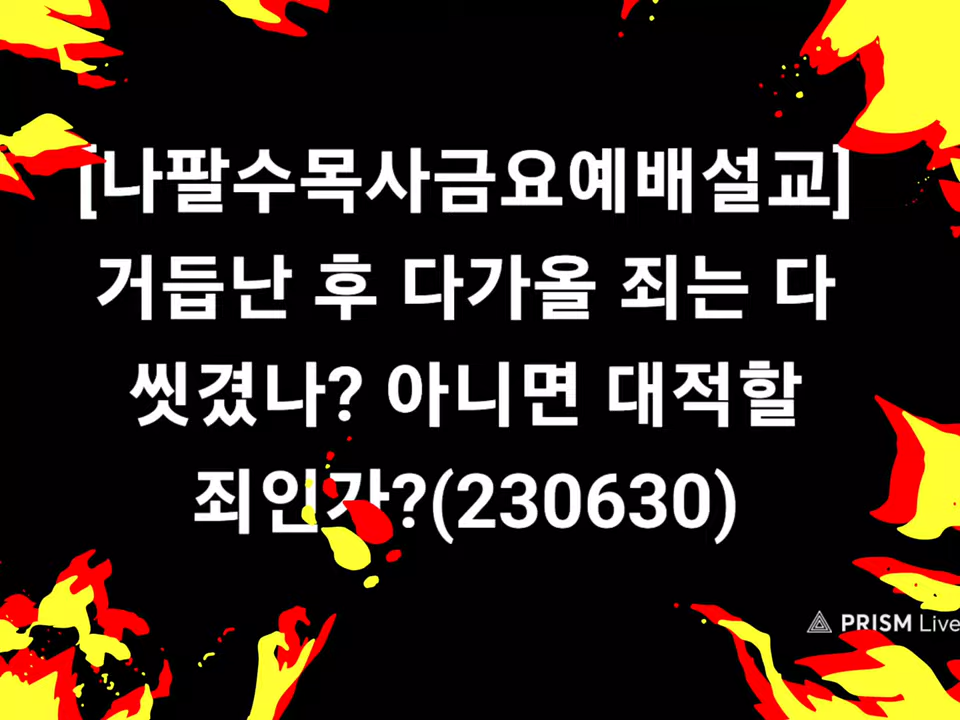 [나팔수목사금요예배설교]
거듭난 후 다가올 죄는 다
씻겼나? 아니면 대적할
죄인가?(230630)
PRISM Live